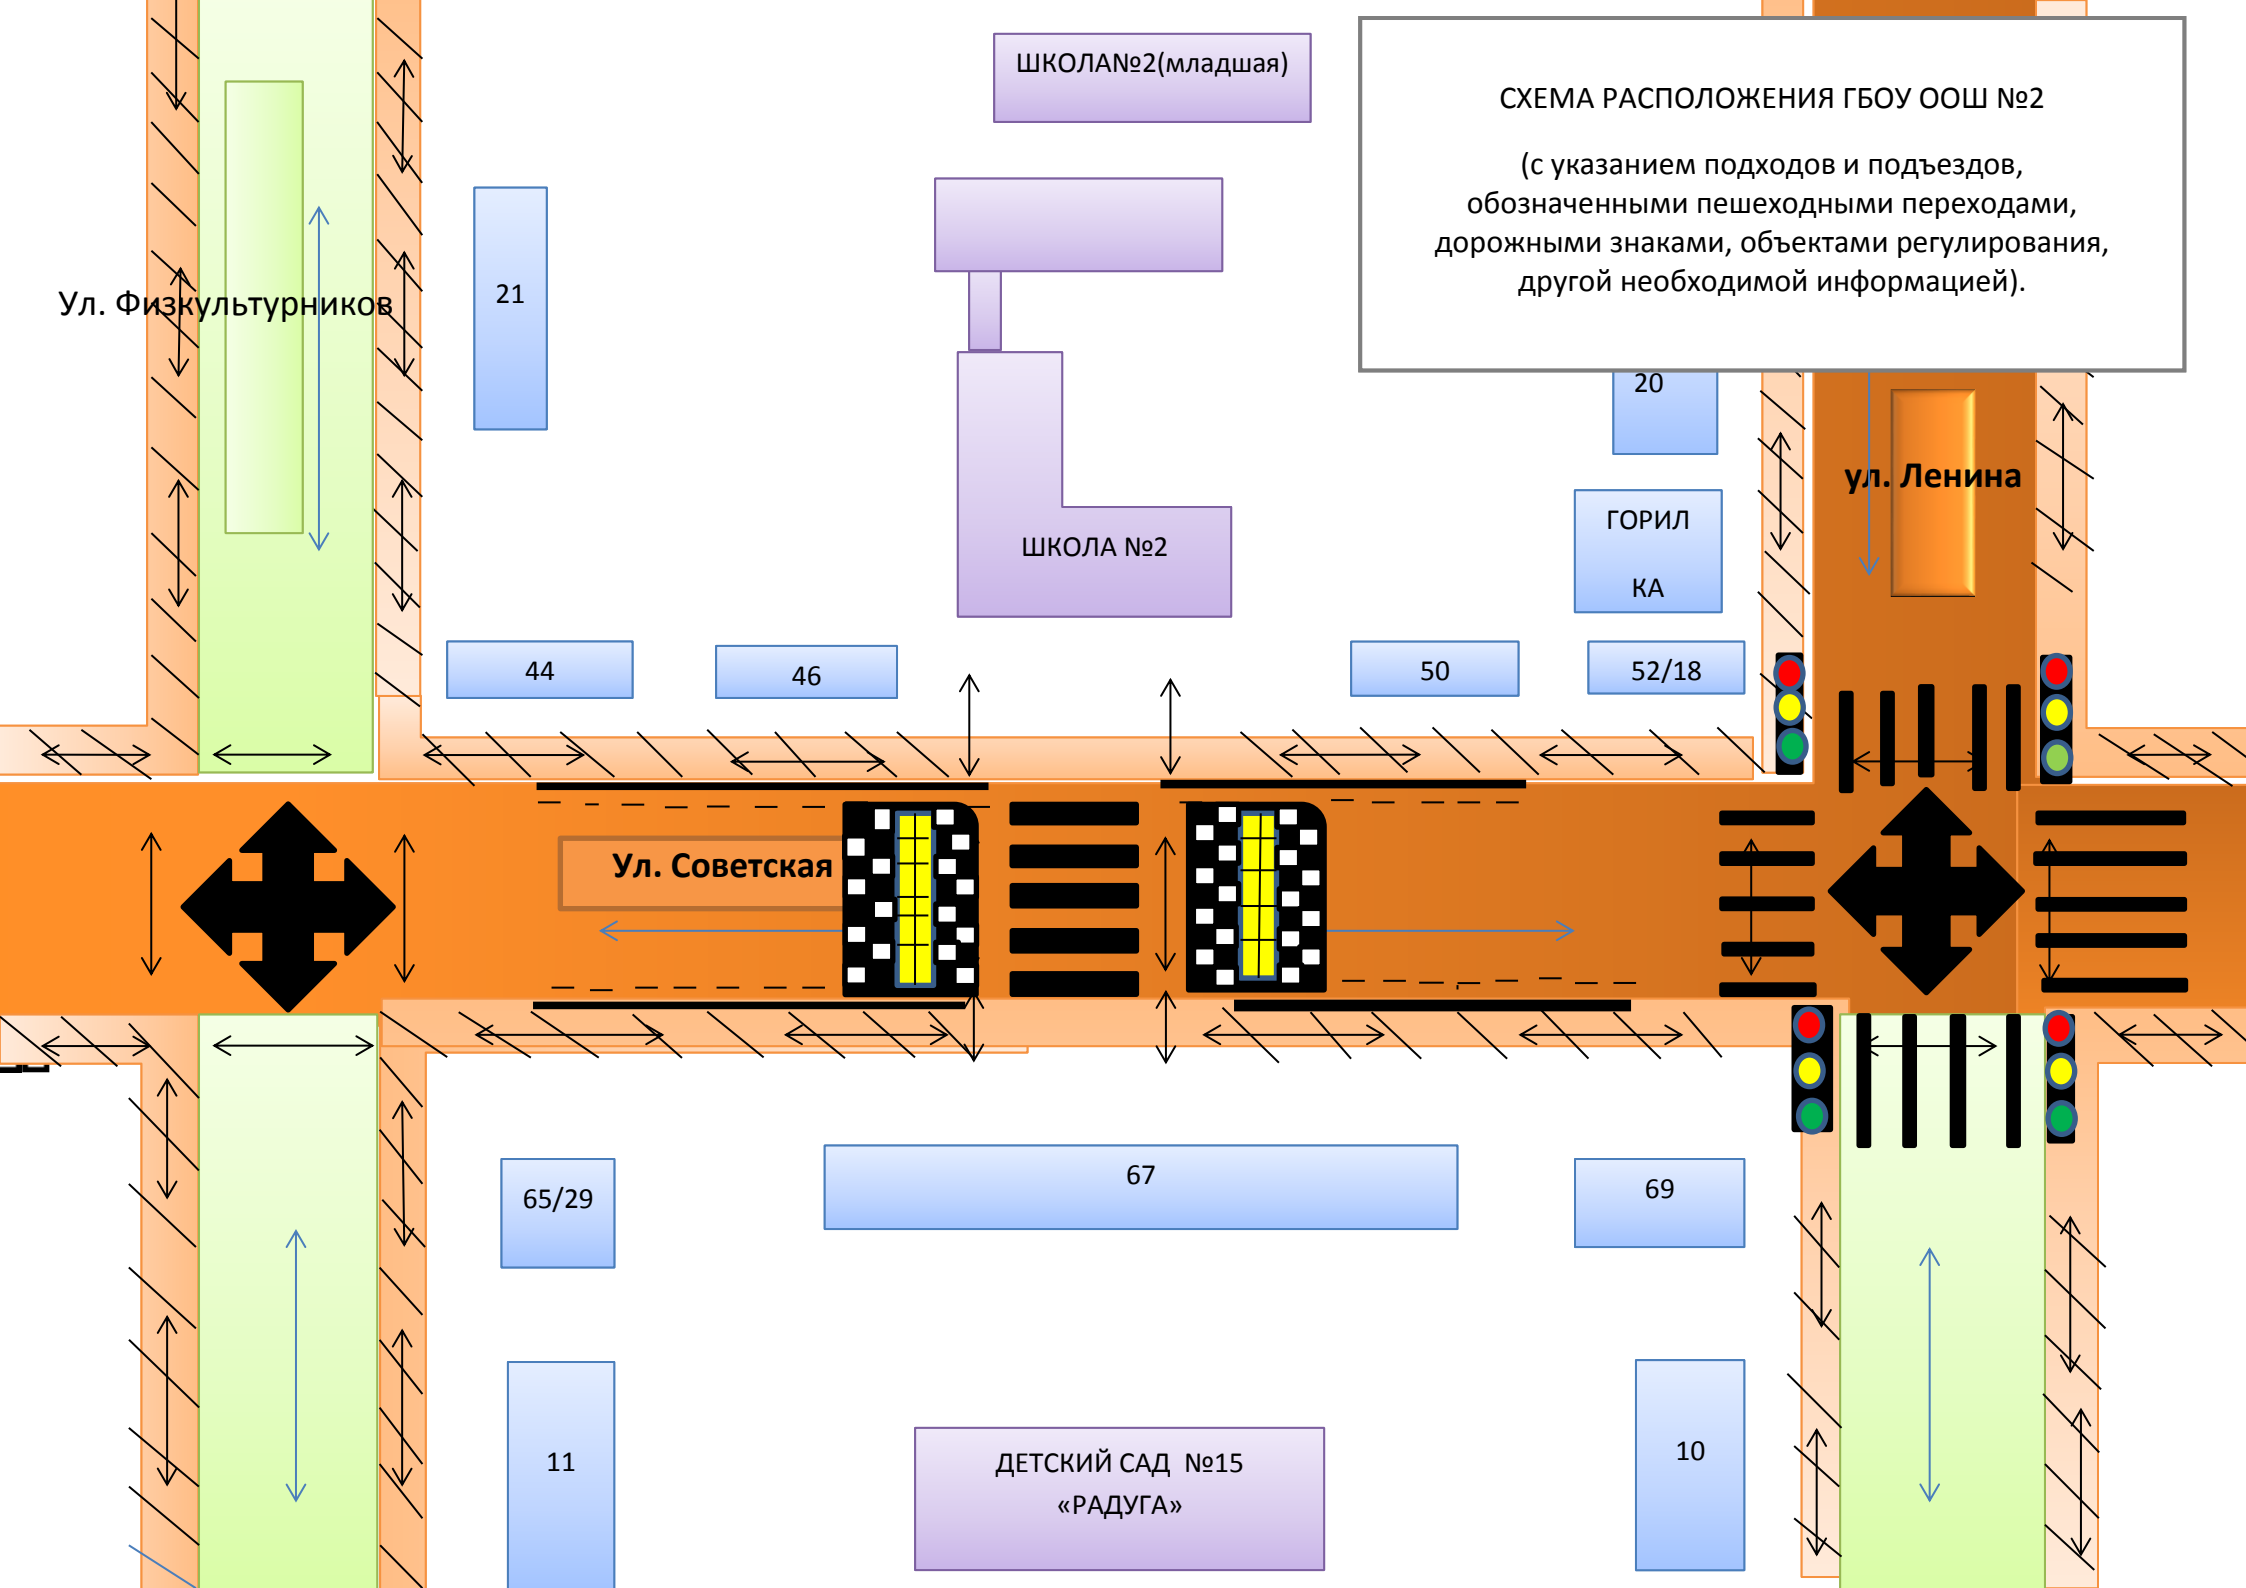 ШКОЛА№2(младшая)
СХЕМА РАСПОЛОЖЕНИЯ ГБОУ ООШ №2
(с указанием подходов и подъездов,
обозначенными пешеходными переходами,
дорожными знаками, объектами регулирования,
другой необходимой информацией).
Ул. Физкультурников
21
20
ул. Ленина
ГОРИЛ
КА
ШКОЛА №2
44
46
50
52/18
Ул. Советская
65/29
67
69
11
ДЕТСКИЙ САД №15
«РАДУГА»
10